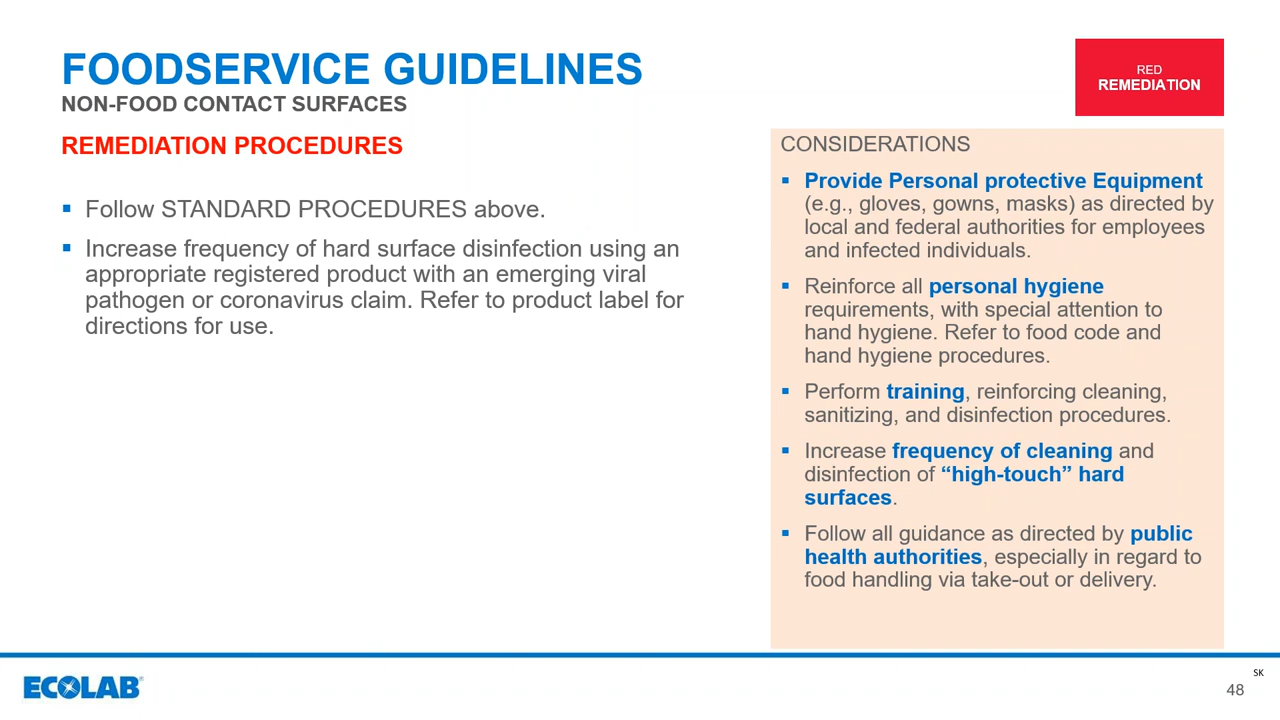 FOODSERVICE GUIDELINES
NON-FOOD CONTACT SURFACES
RED
REMEDIATION
REMEDIATION PROCEDURES
▪ Follow STANDARD PROCEDURES above.
▪ Increase frequency of hard surface disinfection using an
appropriate registered product with an emerging viral
pathogen or coronavirus claim. Refer to product label for
directions for use.
CONSIDERATIONS
▪ Provide Personal protective Equipment
(e.g., gloves, gowns, masks) as directed by
local and federal authorities for employees
and infected individuals.
▪ Reinforce all personal hygiene
requirements, with special attention to
hand hygiene. Refer to food code and
hand hygiene procedures.
▪ Perform training, reinforcing cleaning,
sanitizing, and disinfection procedures.
▪ Increase frequency of cleaning and
disinfection of “high-touch” hard
surfaces.
▪ Follow all guidance as directed by public
health authorities, especially in regard to
food handling via take-out or delivery.
ECOLAB®
SK
48